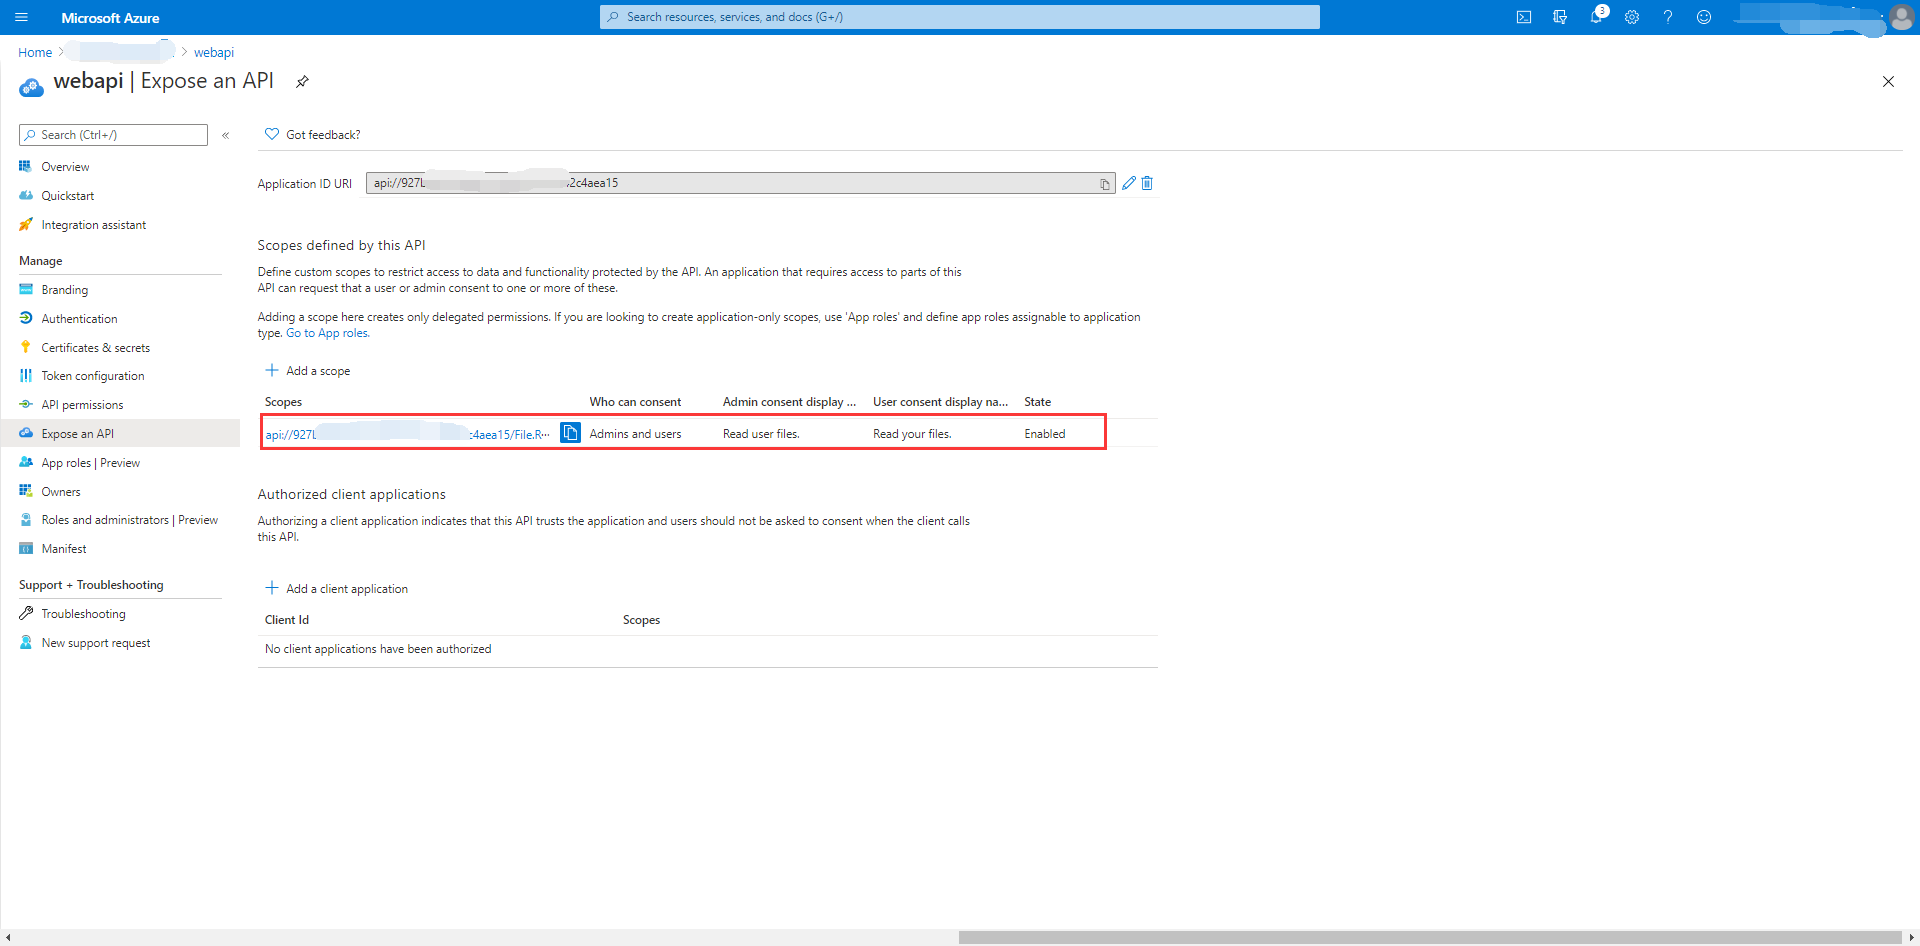 Microsoft Azure
Search resources, services, and docs (G+/)
3
Home > > webapi
webapi | Expose an API
Search (Ctrl+/)
«
Got feedback?
Overview
Quickstart
Integration assistant
Manage
Branding
Authentication
Certificates & secrets
Token configuration
API permissions
Expose an API
App roles | Preview
Owners
Roles and administrators | Preview
Manifest
Support + Troubleshooting
Troubleshooting
New support request
Application ID URI
api://927 2c4aea15
Scopes defined by this API
Define custom scopes to restrict access to data and functionality protected by the API. An application that requires access to parts of this
API can request that a user or admin consent to one or more of these.
Adding a scope here creates only delegated permissions. If you are looking to create application-only scopes, use 'App roles' and define app roles assignable to application
type. Go to App roles.
Add a scope
Scopes Who can consent Admin consent display ... User consent display na... State
api://927 c4aea15/File.R... Admins and users Read user files. Read your files. Enabled
Authorized client applications
Authorizing a client application indicates that this API trusts the application and users should not be asked to consent when the client calls
this API.
Add a client application
Client Id Scopes
No client applications have been authorized